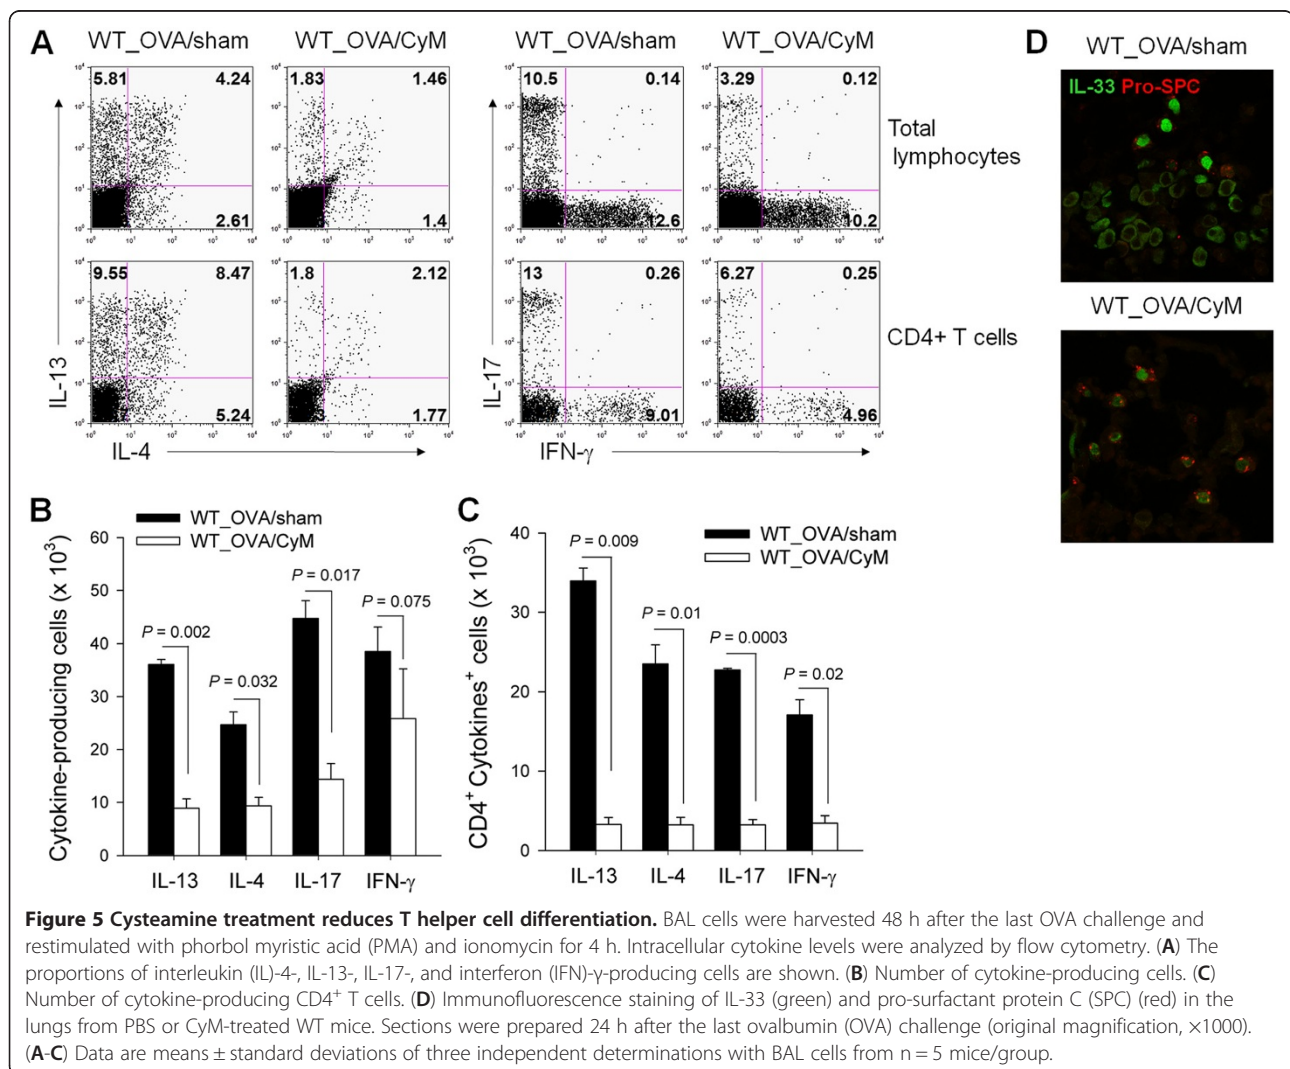 A
WT_OVA/sham WT_OVA/CyM WT_OVA/sham WT_OVA/CyM
5.81 4.24 1.83 1.46 10.5 0.14 3.29 0.12
2.61 1.4 12.6 10.2
Total
lymphocytes
9.55 8.47 1.8 2.12 13 0.26 6.27 0.25
5.24 1.77 9.01 4.96
CD4+ T cells
10⁰ 10¹ 10² 10³ 10⁴
IL-13
IL-4
IL-17
IFN-γ
D
WT_OVA/sham
IL-33 Pro-SPC
WT_OVA/CyM
B
WT_OVA/sham
WT_OVA/CyM
Cytokine-producing cells (x 10³)
60
50
40
30
20
10
0
P = 0.002
P = 0.032
P = 0.017
P = 0.075
IL-13 IL-4 IL-17 IFN-γ
C
WT_OVA/sham
WT_OVA/CyM
CD4⁺ Cytokines⁺ cells (x 10³)
40
30
20
10
0
P = 0.009
P = 0.01
P = 0.0003
P = 0.02
IL-13 IL-4 IL-17 IFN-γ
Figure 5 Cysteamine treatment reduces T helper cell differentiation. BAL cells were harvested 48 h after the last OVA challenge and
restimulated with phorbol myristic acid (PMA) and ionomycin for 4 h. Intracellular cytokine levels were analyzed by flow cytometry. (A) The
proportions of interleukin (IL)-4-, IL-13-, IL-17-, and interferon (IFN)-γ-producing cells are shown. (B) Number of cytokine-producing cells. (C)
Number of cytokine-producing CD4⁺ T cells. (D) Immunofluorescence staining of IL-33 (green) and pro-surfactant protein C (SPC) (red) in the
lungs from PBS or CyM-treated WT mice. Sections were prepared 24 h after the last ovalbumin (OVA) challenge (original magnification, ×1000).
(A-C) Data are means ± standard deviations of three independent determinations with BAL cells from n = 5 mice/group.